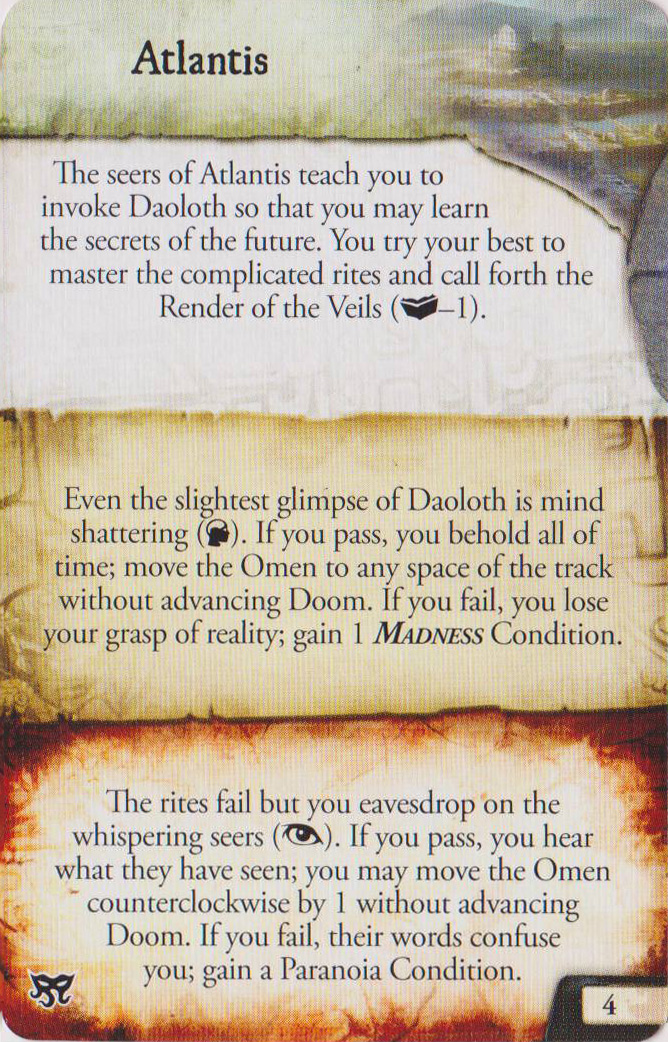 Atlantis
The seers of Atlantis teach you to
invoke Daoloth so that you may learn
the secrets of the future. You try your best to
master the complicated rites and call forth the
Render of the Veils (–1).
Even the slightest glimpse of Daoloth is mind
shattering (). If you pass, you behold all of
time; move the Omen to any space of the track
without advancing Doom. If you fail, you lose
your grasp of reality; gain 1 MADNESS Condition.
The rites fail but you eavesdrop on the
whispering seers (). If you pass, you hear
what they have seen; you may move the Omen
counterclockwise by 1 without advancing
Doom. If you fail, their words confuse
you; gain a Paranoia Condition.
4